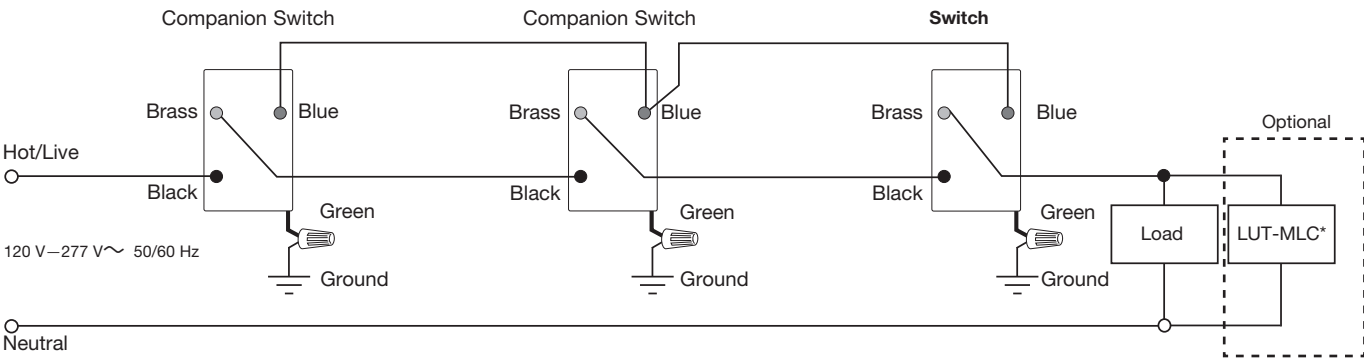 Companion Switch
Companion Switch
Switch
Brass
Blue
Brass
Blue
Brass
Blue
Optional
Hot/Live
Black
Black
Black
Green
Green
Green
Load
LUT-MLC*
120 V—277 V～ 50/60 Hz
Ground
Ground
Ground
Neutral